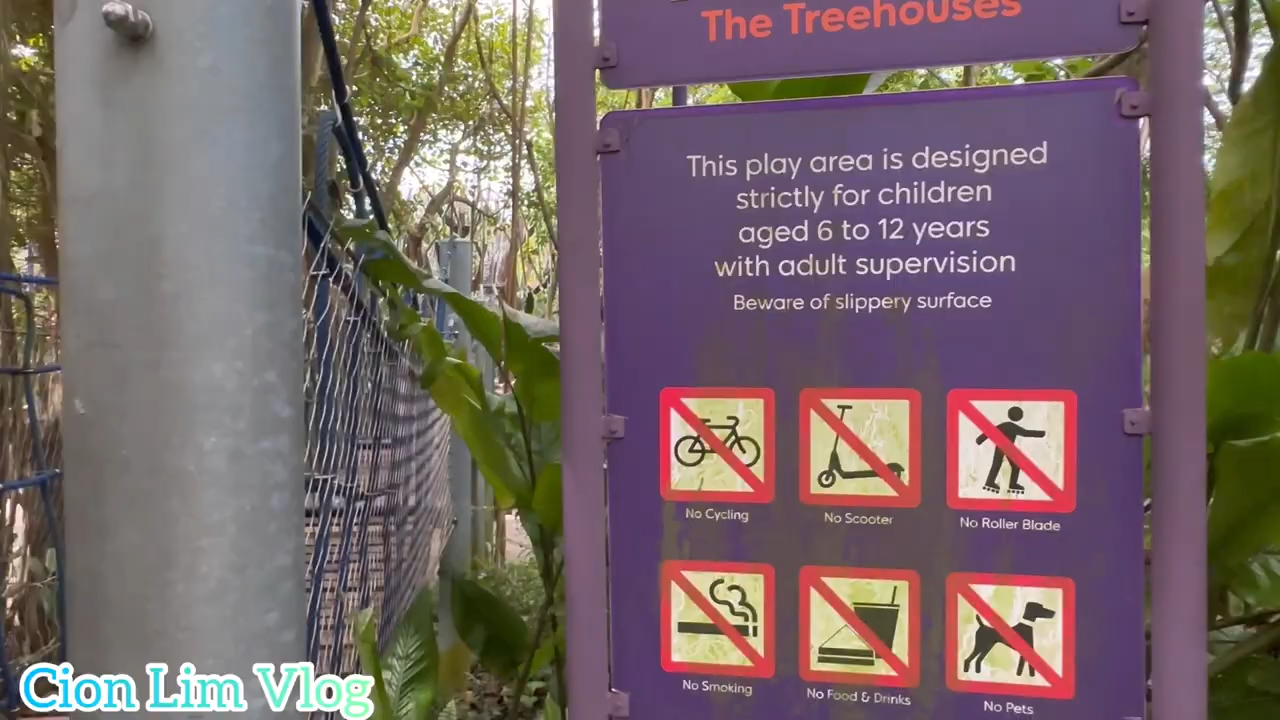 The Treehouses
This play area is designed
strictly for children
aged 6 to 12 years
with adult supervision
Beware of slippery surface
No Cycling
No Scooter
No Roller Blade
No Smoking
No Food & Drinks
No Pets
Cion Lim Vlog